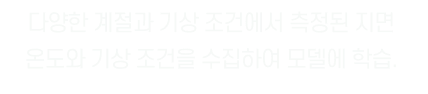 다양한 계절과 기상 조건에서 측정된 지면
온도와 기상 조건을 수집하여 모델에 학습.